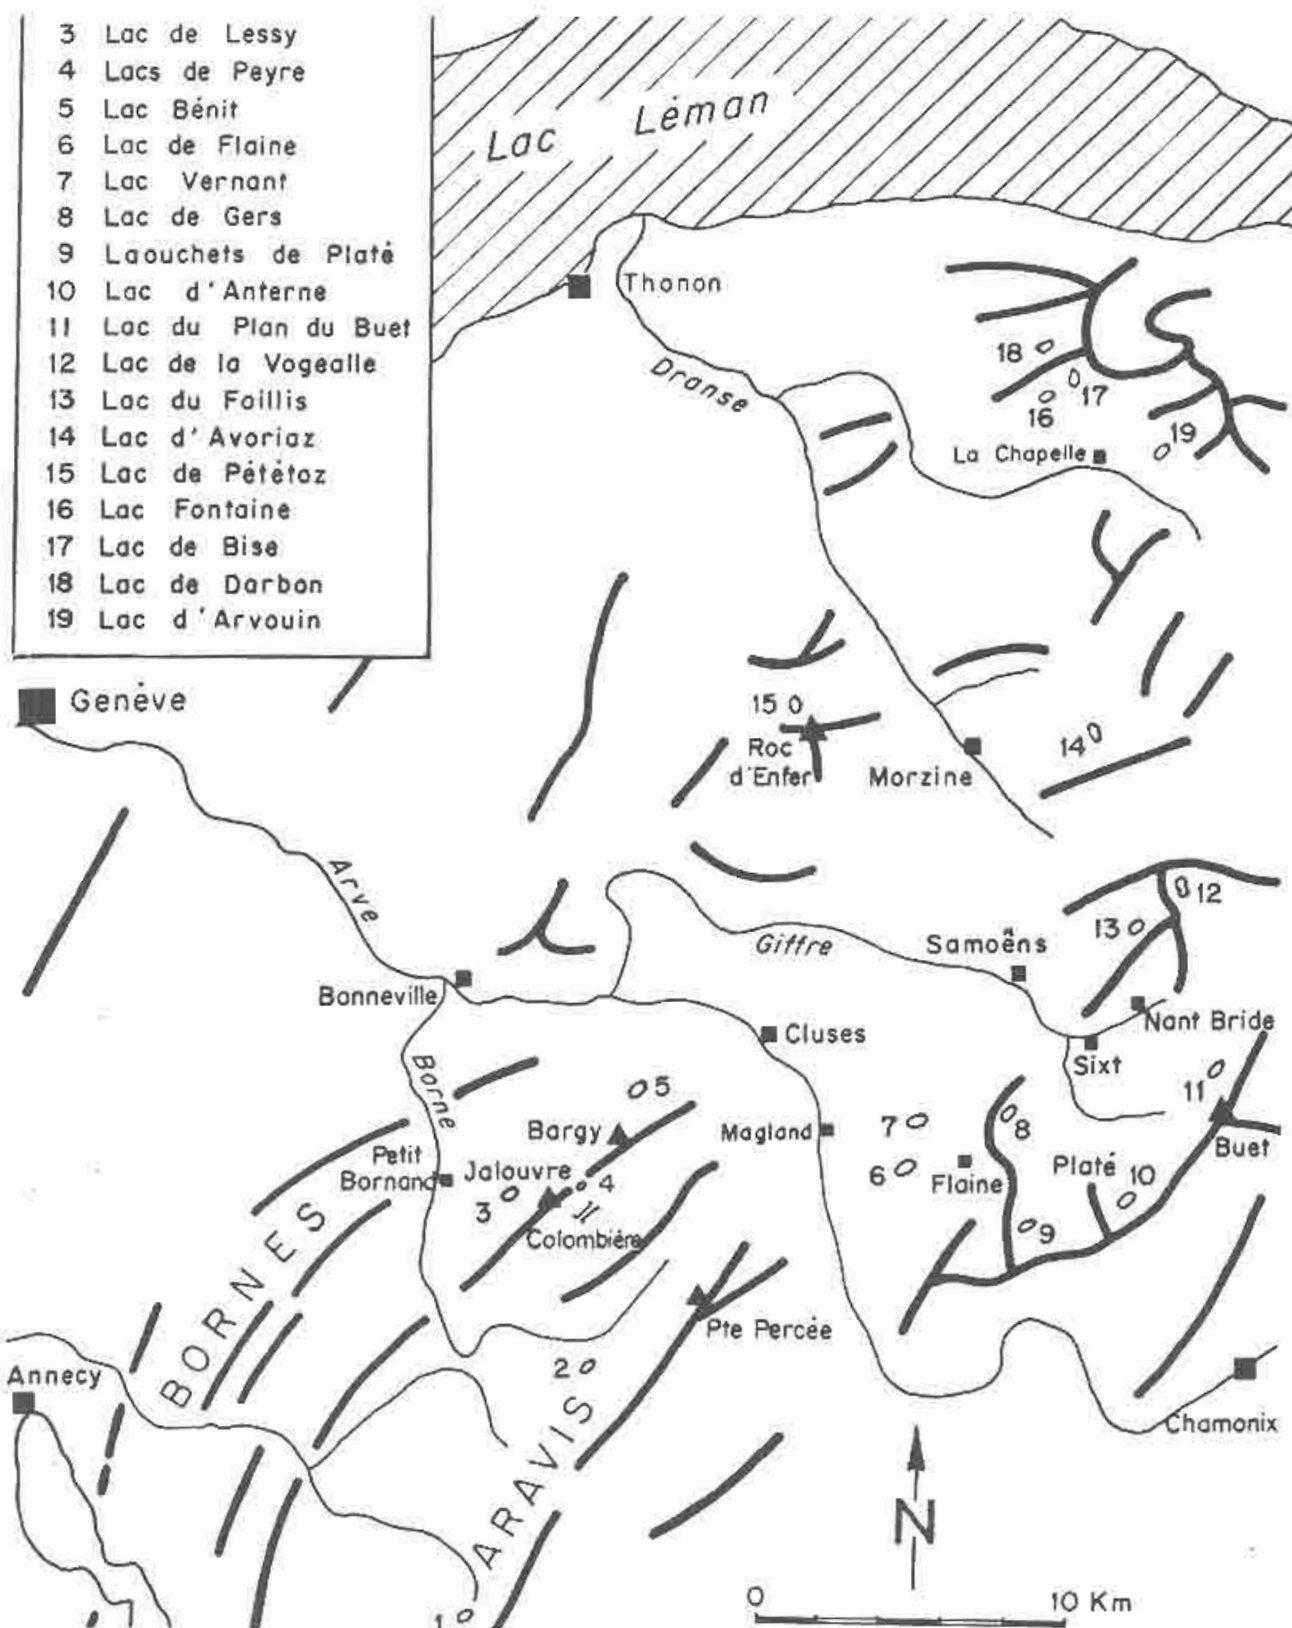 3 Lac de Lessy
4 Lacs de Peyre
5 Lac Bénit
6 Lac de Flaine
7 Lac Vernant
8 Lac de Gers
9 Laouchets de Platé
10 Lac d'Anterne
11 Lac du Plan du Buet
12 Lac de la Vogealle
13 Lac du Faillis
14 Lac d'Avoriaz
15 Lac de Pététoz
16 Lac Fontaine
17 Lac de Bise
18 Lac de Darbon
19 Lac d'Arvouin
Lac Léman
Thonon
Dranse
18
17
16
19
La Chapelle
Genève
15
Roc
d'Enfer
Morzine
14
Arve
12
13
Giffre
Samoëns
Bonneville
Nant Bride
Cluses
Sixt
Borne
11
5
Bargy
Magland
7
8
Buet
Petit
Bornand
Jalouvre
4
3
6
Flaine
Platé
10
Colombière
9
BORNES
Pte Percée
2
Annecy
Chamonix
ARAVIS
N
1
0 10 Km